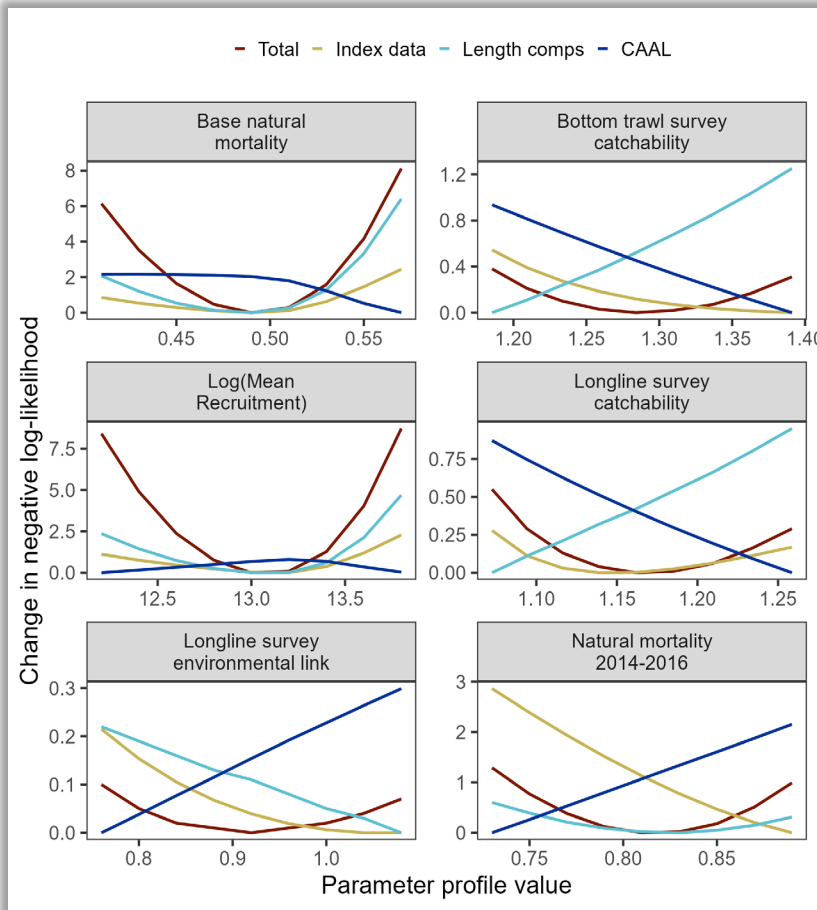 Total Index data Length comps CAAL
Base natural
mortality
8
6
4
2
0
0.45 0.50 0.55
Bottom trawl survey
catchability
1.2
0.8
0.4
0.0
1.20 1.25 1.30 1.35 1.40
Change in negative log-likelihood
Log(Mean
Recruitment)
7.5
5.0
2.5
0.0
12.5 13.0 13.5
Longline survey
catchability
0.75
0.50
0.25
0.00
1.10 1.15 1.20 1.25
Longline survey
environmental link
0.3
0.2
0.1
0.0
0.8 0.9 1.0
Natural mortality
2014-2016
3
2
1
0
0.75 0.80 0.85
Parameter profile value